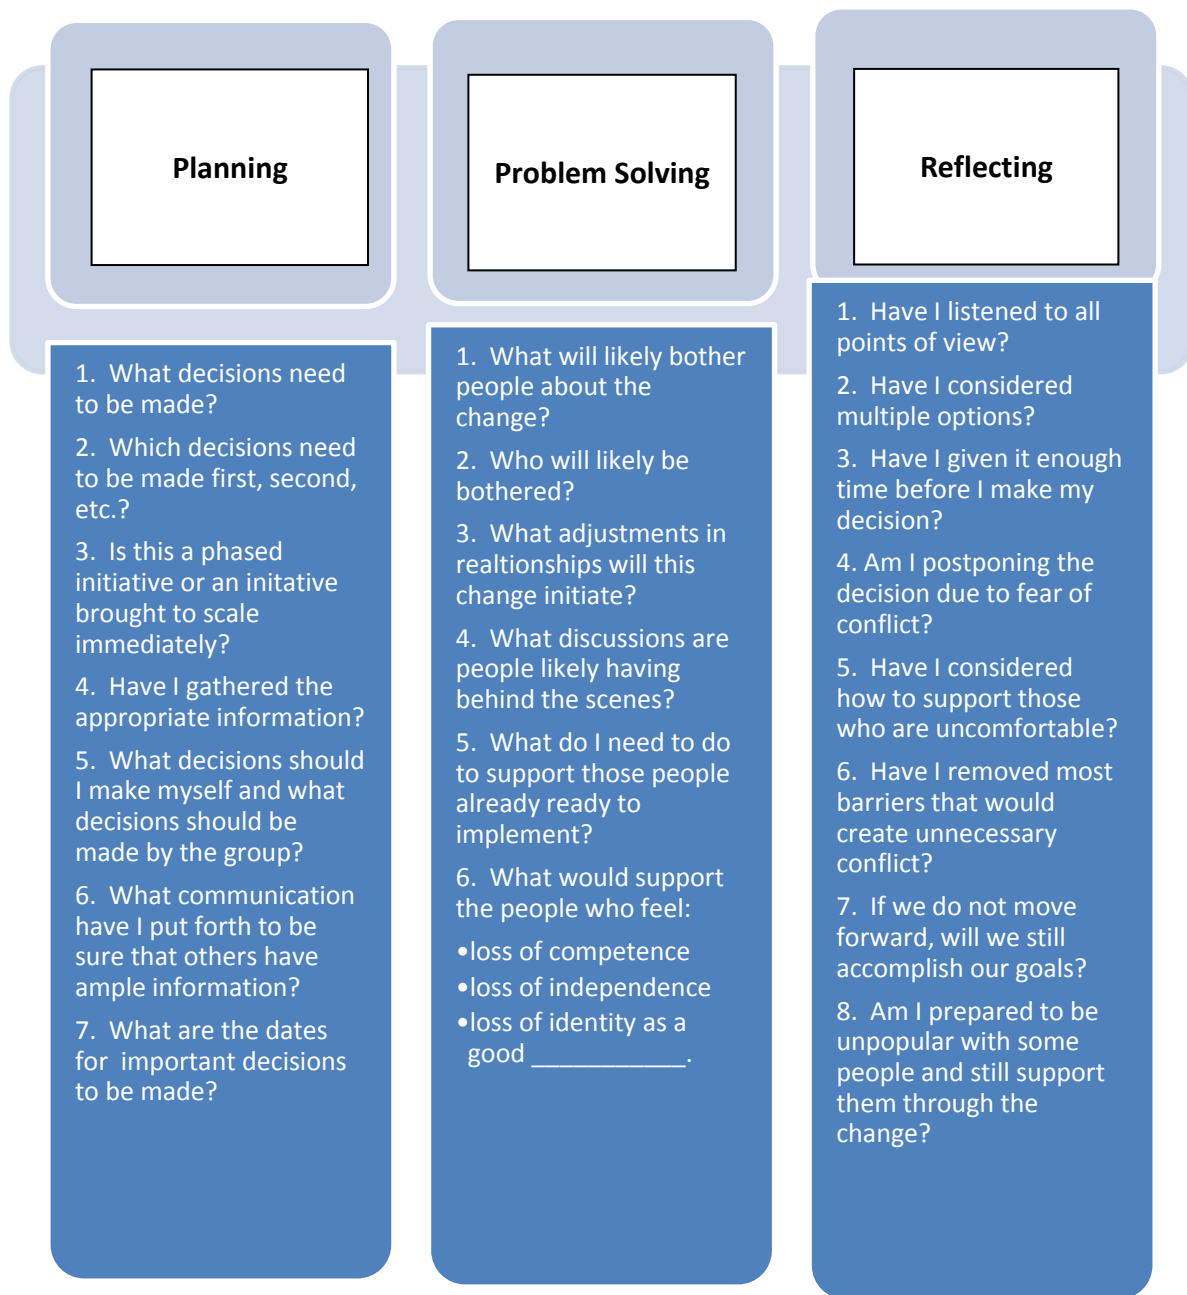 Planning
1.  What decisions need
to be made?
2.  Which decisions need
to be made first, second,
etc.?
3.  Is this a phased
initiative or an initative
brought to scale
immediately?
4.  Have I gathered the
appropriate information?
5.  What decisions should
I make myself and what
decisions should be
made by the group?
6.  What communication
have I put forth to be
sure that others have
ample information?
7.  What are the dates
for  important decisions
to be made?
Problem Solving
1.  What will likely bother
people about the
change?
2.  Who will likely be
bothered?
3.  What adjustments in
realtionships will this
change initiate?
4.  What discussions are
people likely having
behind the scenes?
5.  What do I need to do
to support those people
already ready to
implement?
6.  What would support
the people who feel:
•loss of competence
•loss of independence
•loss of identity as a
good ____________.
Reflecting
1.  Have I listened to all
points of view?
2.  Have I considered
multiple options?
3.  Have I given it enough
time before I make my
decision?
4. Am I postponing the
decision due to fear of
conflict?
5.  Have I considered
how to support those
who are uncomfortable?
6.  Have I removed most
barriers that would
create unnecessary
conflict?
7.  If we do not move
forward, will we still
accomplish our goals?
8.  Am I prepared to be
unpopular with some
people and still support
them through the
change?